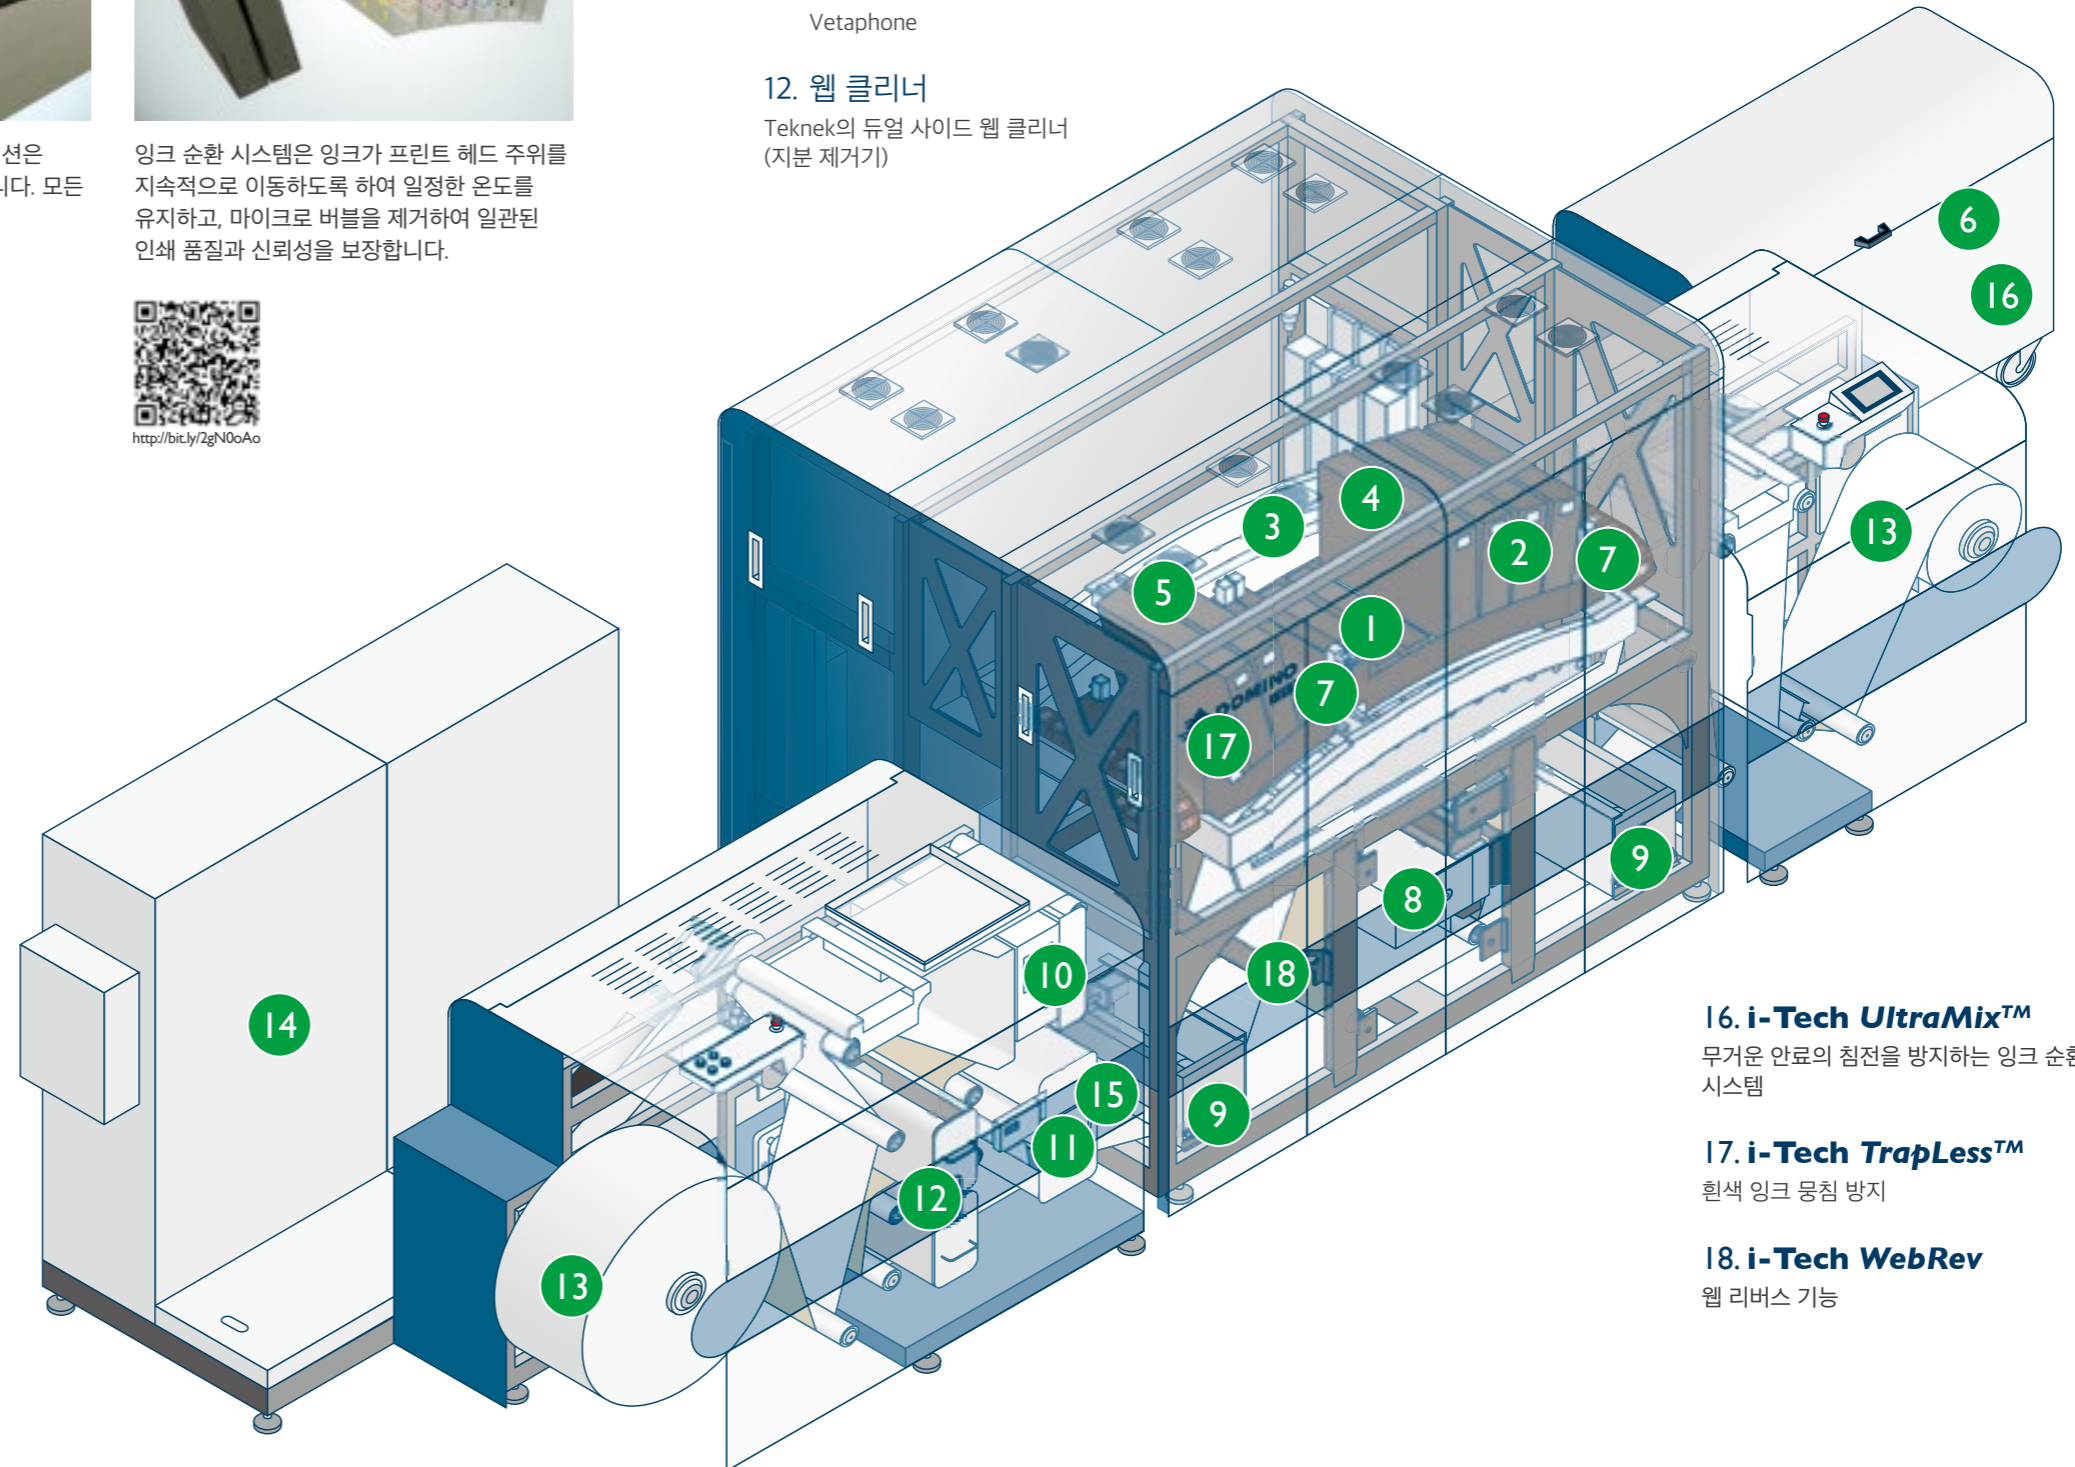 션은
니다. 모든
잉크 순환 시스템은 잉크가 프린트 헤드 주위를
지속적으로 이동하도록 하여 일정한 온도를
유지하고, 마이크로 버블을 제거하여 일관된
인쇄 품질과 신뢰성을 보장합니다.
http://bit.ly/2gN0oAo
Vetaphone
12. 웹 클리너
Teknek의 듀얼 사이드 웹 클리너
(지분 제거기)
6
16
4
3
2
7
13
5
1
7
DOMINO
17
9
8
18
10
14
15
9
11
12
13
16. i-Tech UltraMix™
무거운 안료의 침전을 방지하는 잉크 순환
시스템
17. i-Tech TrapLess™
흰색 잉크 뭉침 방지
18. i-Tech WebRev
웹 리버스 기능